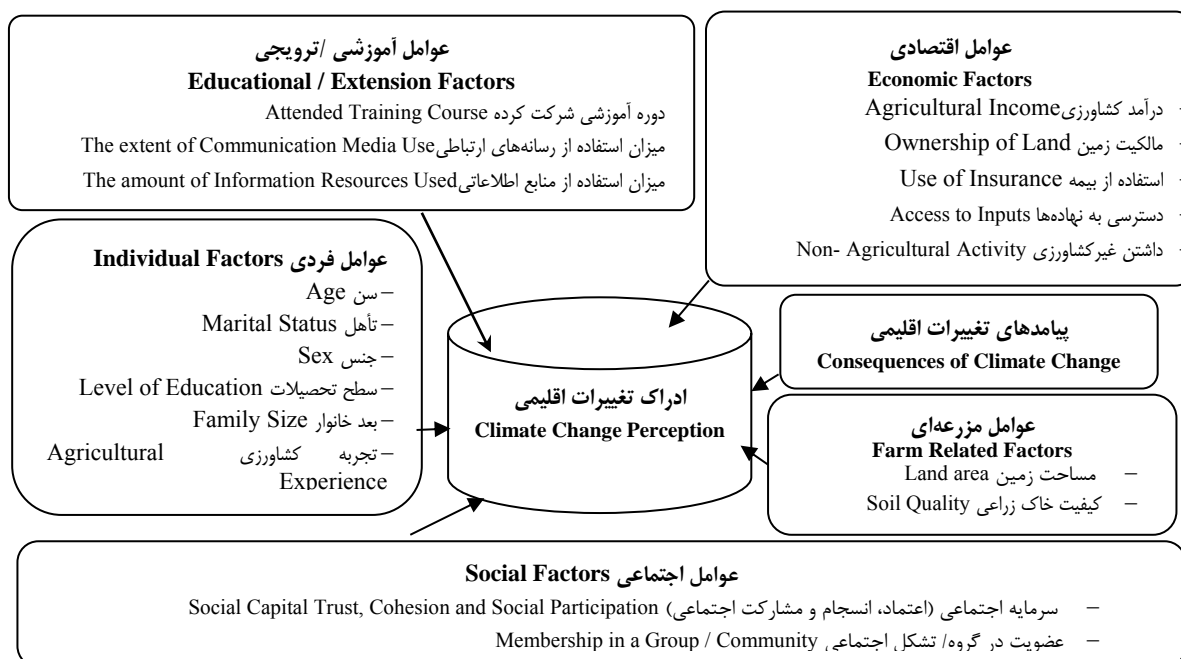 عوامل آموزشی /ترویجی
Educational / Extension Factors
دوره آموزشی شرکت کرده Attended Training Course
میزان استفاده از رسانه‌های ارتباطیThe extent of Communication Media Use
میزان استفاده از منابع اطلاعاتیThe amount of Information Resources Used
عوامل اقتصادی
Economic Factors
- درآمد کشاورزیAgricultural Income
- مالکیت زمین Ownership of Land
- استفاده از بیمه Use of Insurance
- دسترسی به نهاده‌ها Access to Inputs
- داشتن غیرکشاورزی Non- Agricultural Activity
عوامل فردی Individual Factors
– سن Age
– تأهل Marital Status
– جنس Sex
– سطح تحصیلات Level of Education
– بعد خانوار Family Size
– تجربه کشاورزی Agricultural
Experience
ادراک تغییرات اقلیمی
Climate Change Perception
پیامدهای تغییرات اقلیمی
Consequences of Climate Change
عوامل مزرعه‌ای
Farm Related Factors
– مساحت زمین Land area
– کیفیت خاک زراعی Soil Quality
عوامل اجتماعی Social Factors
– سرمایه اجتماعی (اعتماد، انسجام و مشارکت اجتماعی) Social Capital Trust, Cohesion and Social Participation
– عضویت در گروه/ تشکل اجتماعی Membership in a Group / Community